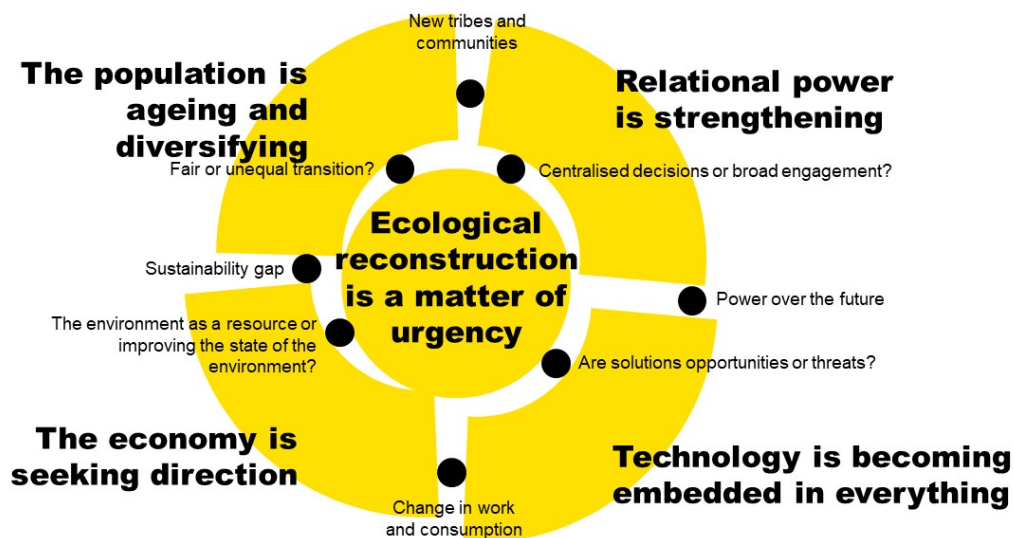 New tribes and
communities
The population is
ageing and
diversifying
Relational power
is strengthening
Fair or unequal transition?
Centralised decisions or broad engagement?
Ecological
reconstruction
is a matter of
urgency
Sustainability gap
Power over the future
The environment as a resource or
improving the state of the
environment?
Are solutions opportunities or threats?
The economy is
seeking direction
Technology is becoming
embedded in everything
Change in work
and consumption